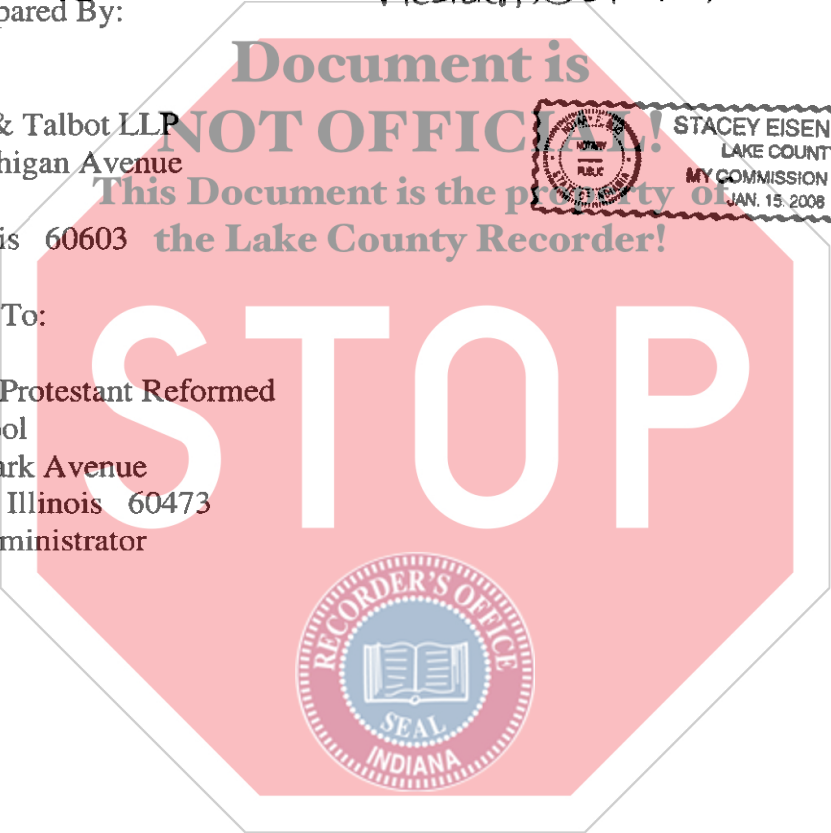 pared By:
Document is
& Talbot LLP
NOT OFFICIAL!
higan Avenue
This Document is the property of
is 60603
the Lake County Recorder!
NOTARY
PUBLIC
STACEY EISEN
LAKE COUNTY
MY COMMISSION
JAN. 15, 2008
To:
Protestant Reformed
ool
ark Avenue
Illinois 60473
ministrator
STOP
RECORDER'S OFFICE
SEAL
INDIANA